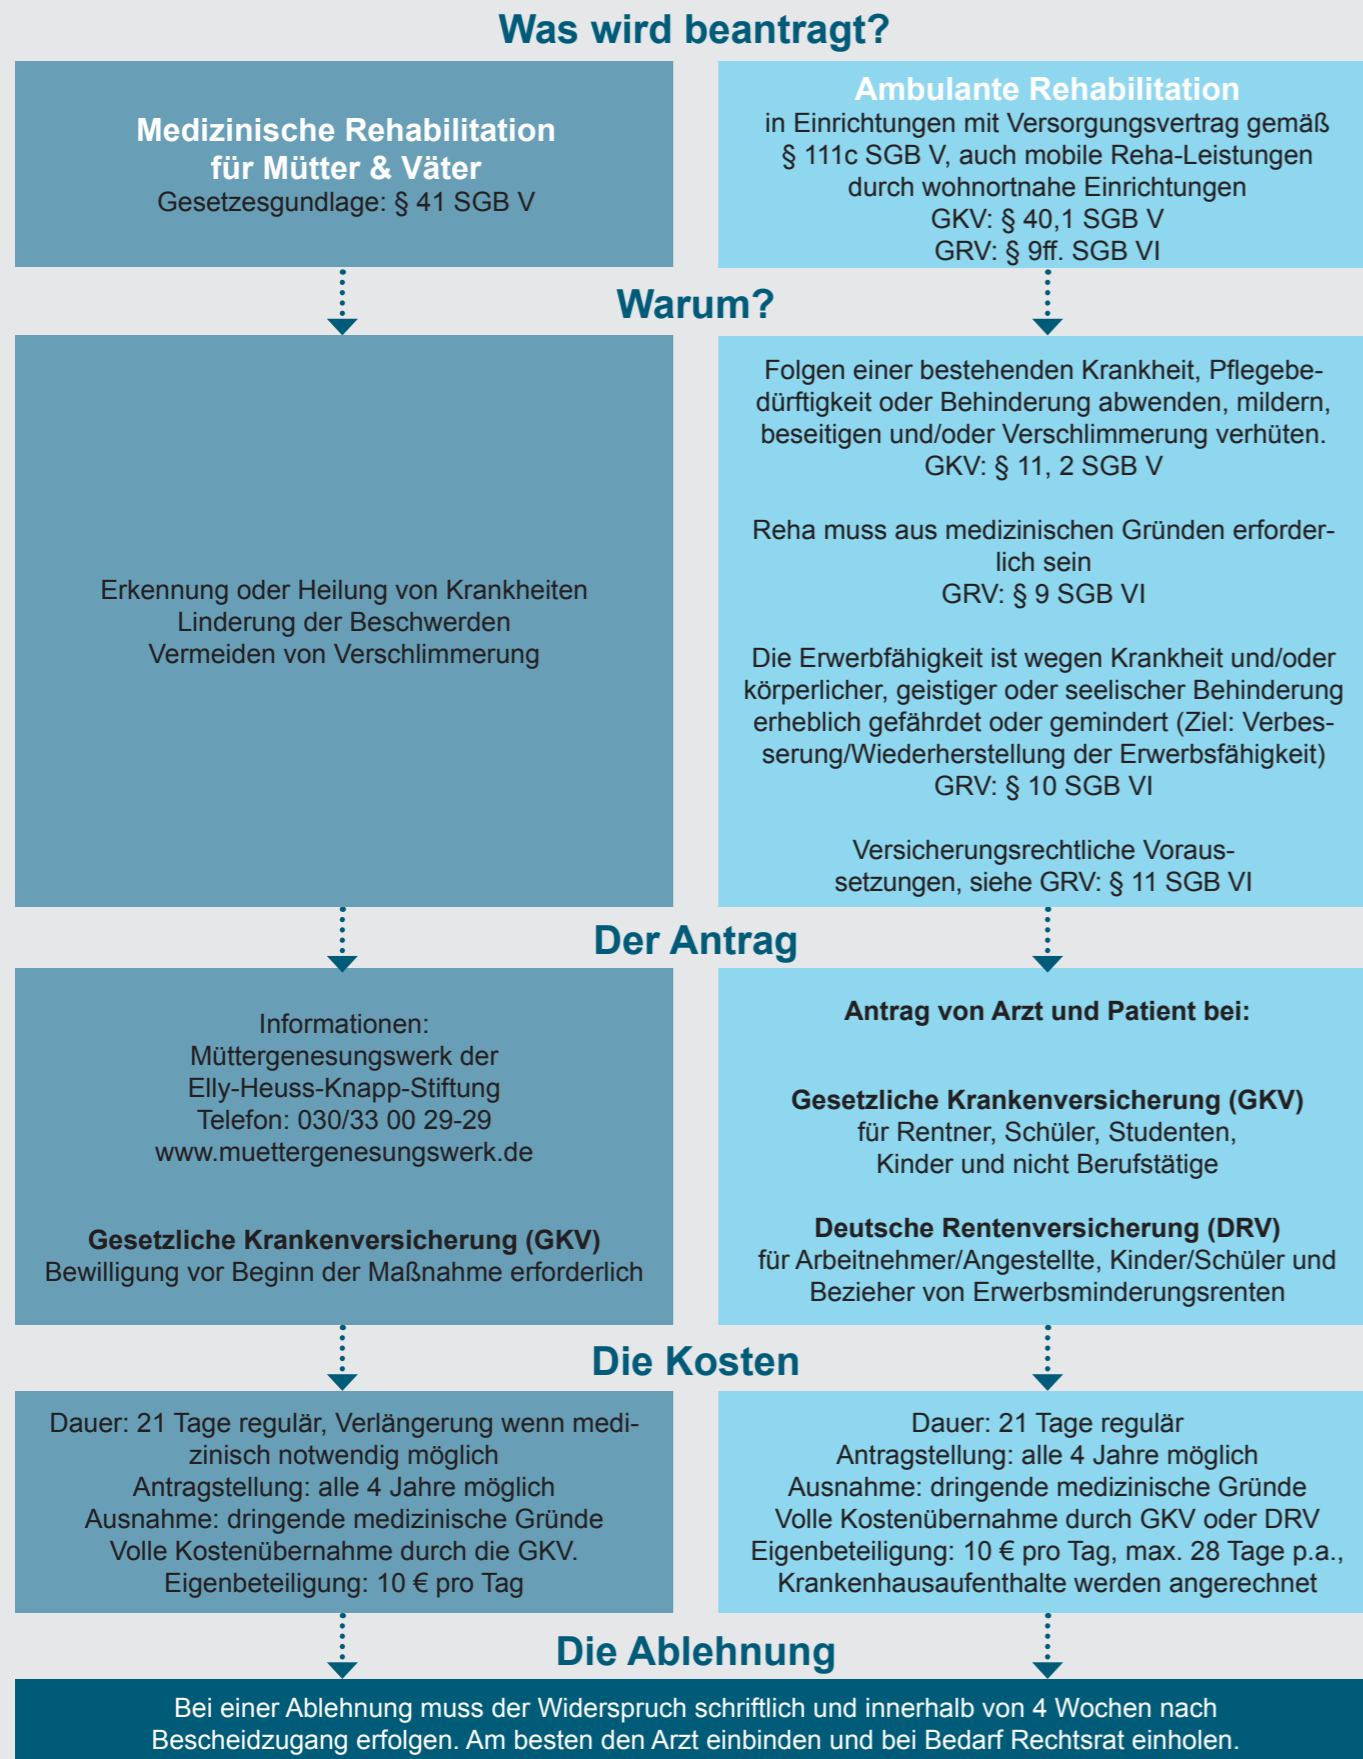 Was wird beantragt?
Medizinische Rehabilitation
für Mütter & Väter
Gesetzesgundlage: § 41 SGB V
Ambulante Rehabilitation
in Einrichtungen mit Versorgungsvertrag gemäß
§ 111c SGB V, auch mobile Reha-Leistungen
durch wohnortnahe Einrichtungen
GKV: § 40,1 SGB V
GRV: § 9ff. SGB VI
Warum?
Erkennung oder Heilung von Krankheiten
Linderung der Beschwerden
Vermeiden von Verschlimmerung
Folgen einer bestehenden Krankheit, Pflegebe-
dürftigkeit oder Behinderung abwenden, mildern,
beseitigen und/oder Verschlimmerung verhüten.
GKV: § 11, 2 SGB V
Reha muss aus medizinischen Gründen erforder-
lich sein
GRV: § 9 SGB VI
Die Erwerbfähigkeit ist wegen Krankheit und/oder
körperlicher, geistiger oder seelischer Behinderung
erheblich gefährdet oder gemindert (Ziel: Verbes-
serung/Wiederherstellung der Erwerbsfähigkeit)
GRV: § 10 SGB VI
Versicherungsrechtliche Voraus-
setzungen, siehe GRV: § 11 SGB VI
Der Antrag
Informationen:
Müttergenesungswerk der
Elly-Heuss-Knapp-Stiftung
Telefon: 030/33 00 29-29
www.muettergenesungswerk.de
Gesetzliche Krankenversicherung (GKV)
Bewilligung vor Beginn der Maßnahme erforderlich
Antrag von Arzt und Patient bei:
Gesetzliche Krankenversicherung (GKV)
für Rentner, Schüler, Studenten,
Kinder und nicht Berufstätige
Deutsche Rentenversicherung (DRV)
für Arbeitnehmer/Angestellte, Kinder/Schüler und
Bezieher von Erwerbsminderungsrenten
Die Kosten
Dauer: 21 Tage regulär, Verlängerung wenn medi-
zinisch notwendig möglich
Antragstellung: alle 4 Jahre möglich
Ausnahme: dringende medizinische Gründe
Volle Kostenübernahme durch die GKV.
Eigenbeteiligung: 10 € pro Tag
Dauer: 21 Tage regulär
Antragstellung: alle 4 Jahre möglich
Ausnahme: dringende medizinische Gründe
Volle Kostenübernahme durch GKV oder DRV
Eigenbeteiligung: 10 € pro Tag, max. 28 Tage p.a.,
Krankenhausaufenthalte werden angerechnet
Die Ablehnung
Bei einer Ablehnung muss der Widerspruch schriftlich und innerhalb von 4 Wochen nach
Bescheidzugang erfolgen. Am besten den Arzt einbinden und bei Bedarf Rechtsrat einholen.